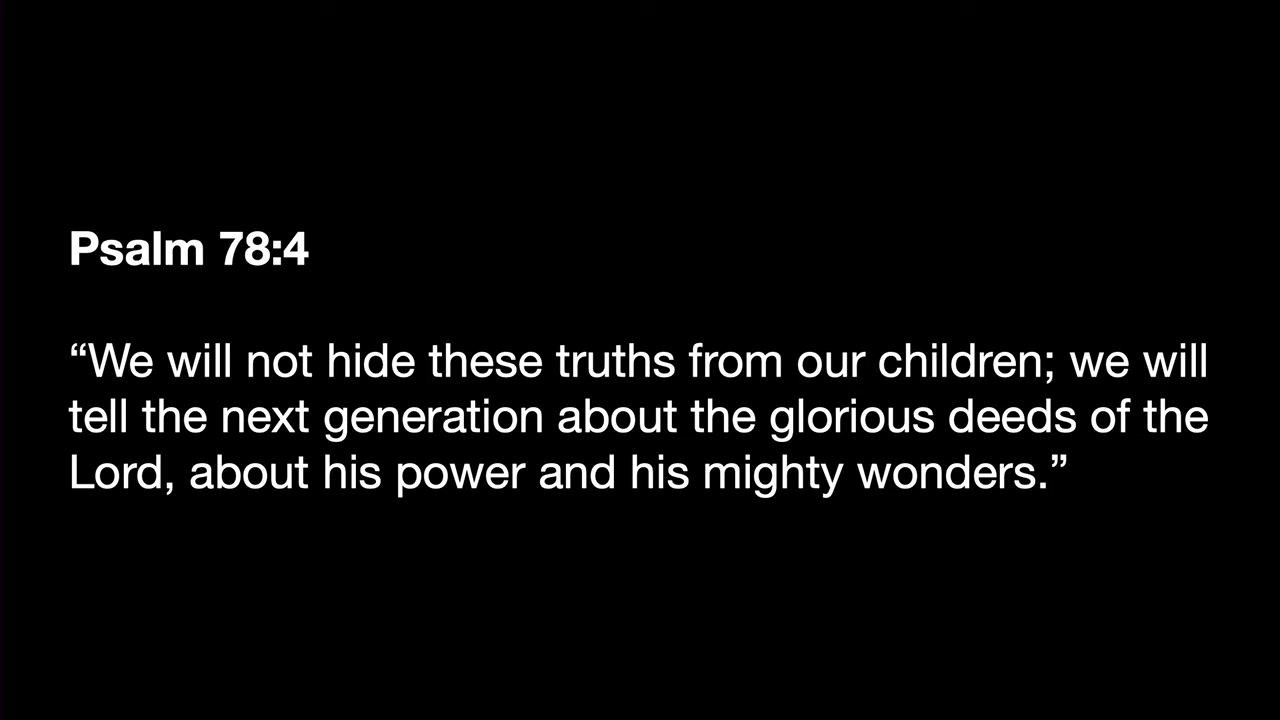 Psalm 78:4
“We will not hide these truths from our children; we will
tell the next generation about the glorious deeds of the
Lord, about his power and his mighty wonders.”